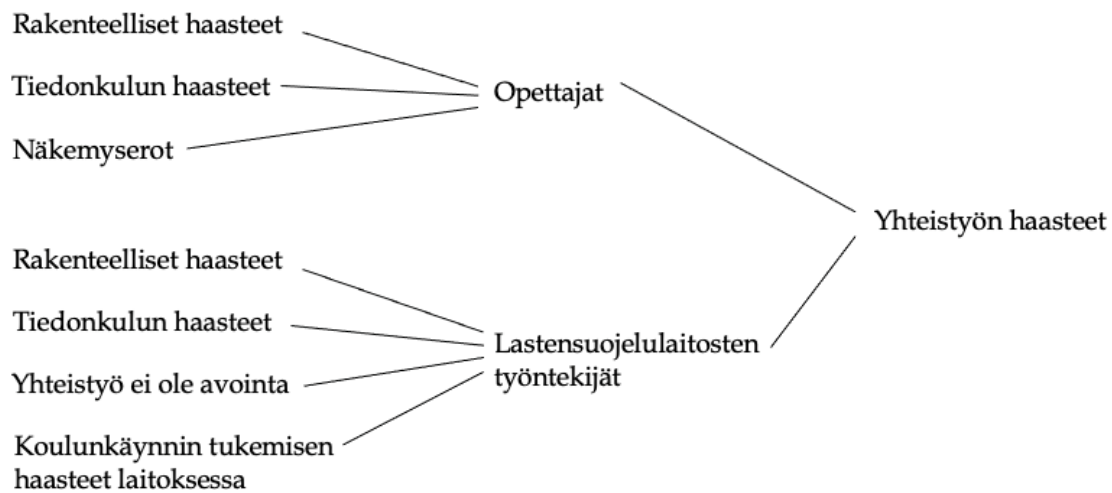 Rakenteelliset haasteet
Tiedonkulun haasteet
Näkemyserot
Opettajat
Rakenteelliset haasteet
Tiedonkulun haasteet
Yhteistyö ei ole avointa
Koulunkäynnin tukemisen
haasteet laitoksessa
Lastensuojelulaitosten
työntekijät
Yhteistyön haasteet